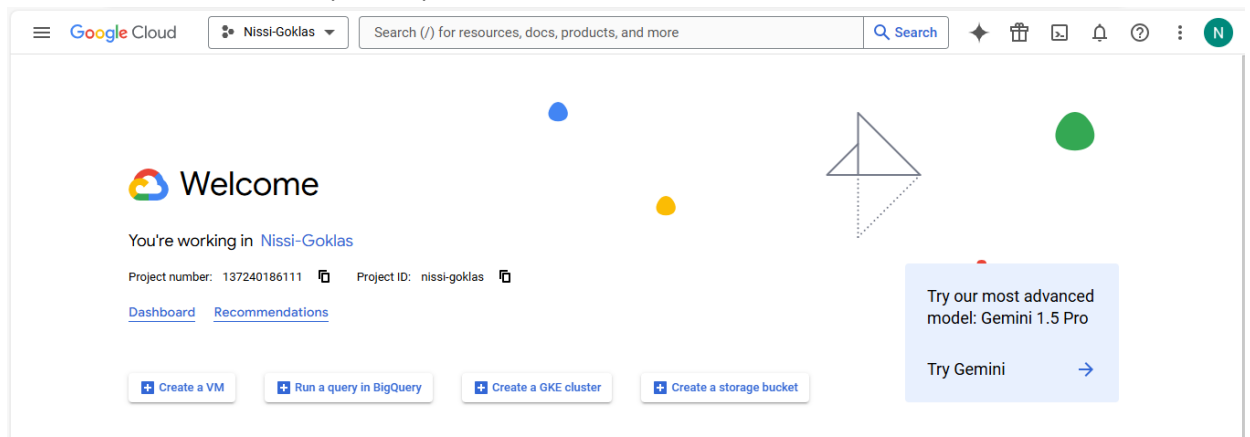 Google Cloud Nissi-Goklas Search (/) for resources, docs, products, and more Search N
Welcome
You're working in Nissi-Goklas
Project number: 137240186111 Project ID: nissi-goklas
Dashboard Recommendations
Try our most advanced
model: Gemini 1.5 Pro
Try Gemini
Create a VM Run a query in BigQuery Create a GKE cluster Create a storage bucket